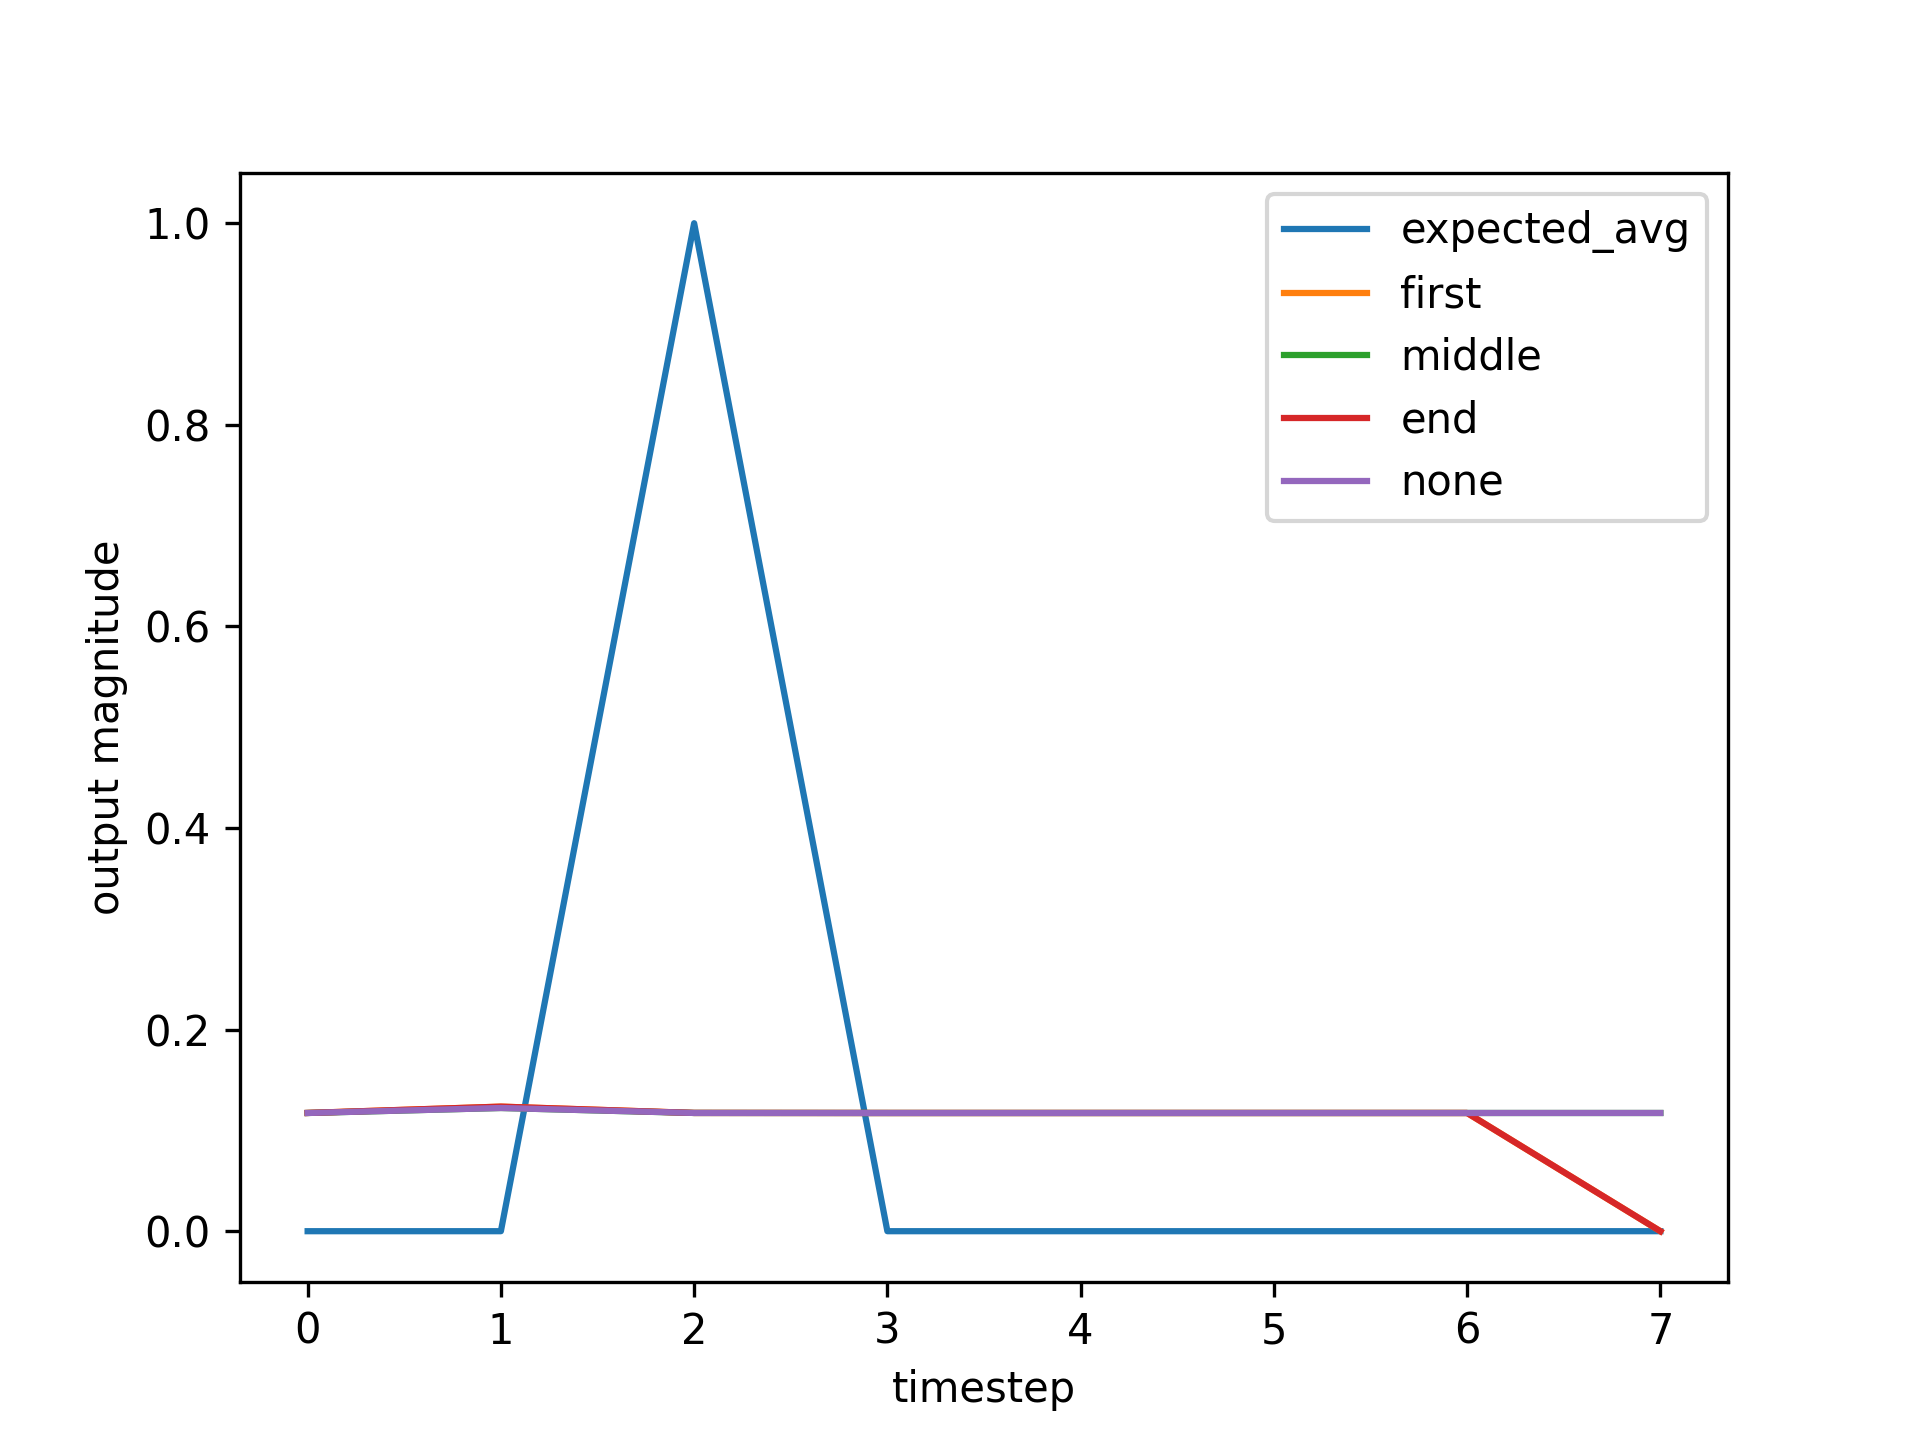 1.0
0.8
0.6
0.4
0.2
0.0
output magnitude
expected_avg
first
middle
end
none
0 1 2 3 4 5 6 7
timestep